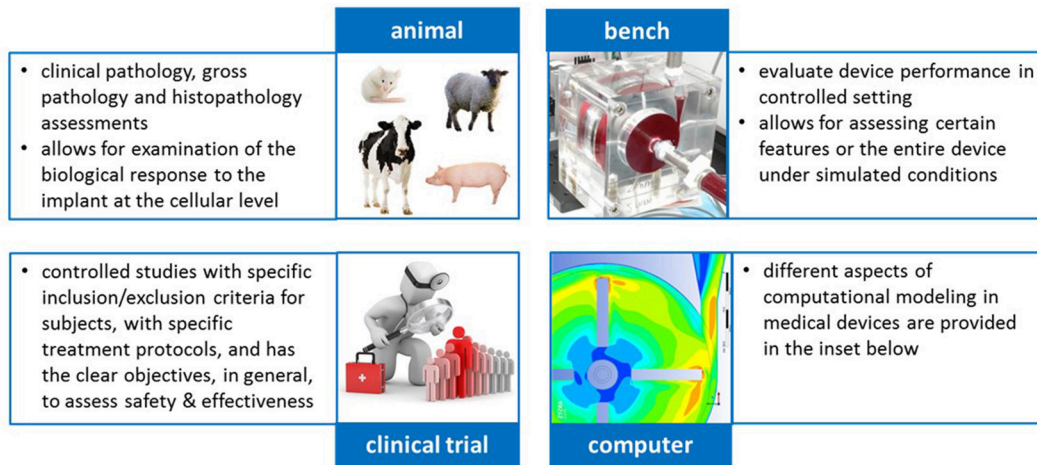 animal
• clinical pathology, gross
pathology and histopathology
assessments
• allows for examination of the
biological response to the
implant at the cellular level
bench
• evaluate device performance in
controlled setting
• allows for assessing certain
features or the entire device
under simulated conditions
• controlled studies with specific
inclusion/exclusion criteria for
subjects, with specific
treatment protocols, and has
the clear objectives, in general,
to assess safety & effectiveness
clinical trial
• different aspects of
computational modeling in
medical devices are provided
in the inset below
computer